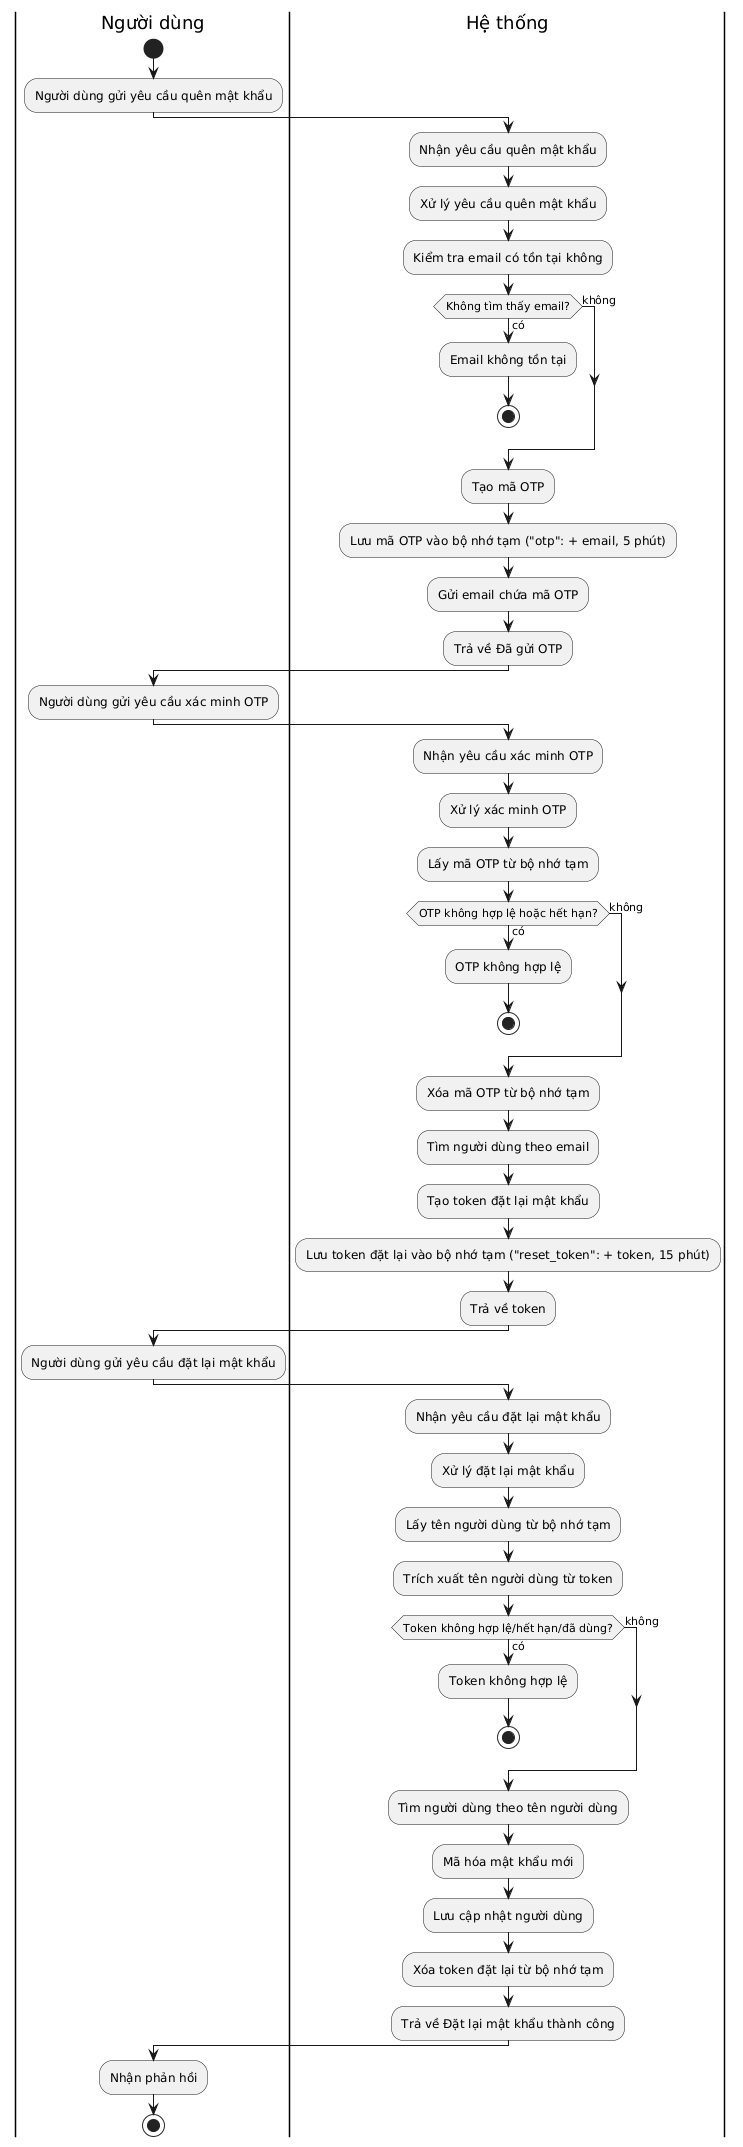 Người dùng
Hệ thống
Người dùng gửi yêu cầu quên mật khẩu
Nhận yêu cầu quên mật khẩu
Xử lý yêu cầu quên mật khẩu
Kiểm tra email có tồn tại không
Không tìm thấy email?
không
có
Email không tồn tại
Tạo mã OTP
Lưu mã OTP vào bộ nhớ tạm ("otp": + email, 5 phút)
Gửi email chứa mã OTP
Trả về Đã gửi OTP
Người dùng gửi yêu cầu xác minh OTP
Nhận yêu cầu xác minh OTP
Xử lý xác minh OTP
Lấy mã OTP từ bộ nhớ tạm
OTP không hợp lệ hoặc hết hạn?
không
có
OTP không hợp lệ
Xóa mã OTP từ bộ nhớ tạm
Tìm người dùng theo email
Tạo token đặt lại mật khẩu
Lưu token đặt lại vào bộ nhớ tạm ("reset_token": + token, 15 phút)
Trả về token
Người dùng gửi yêu cầu đặt lại mật khẩu
Nhận yêu cầu đặt lại mật khẩu
Xử lý đặt lại mật khẩu
Lấy tên người dùng từ bộ nhớ tạm
Trích xuất tên người dùng từ token
Token không hợp lệ/hết hạn/đã dùng?
không
có
Token không hợp lệ
Tìm người dùng theo tên người dùng
Mã hóa mật khẩu mới
Lưu cập nhật người dùng
Xóa token đặt lại từ bộ nhớ tạm
Trả về Đặt lại mật khẩu thành công
Nhận phản hồi